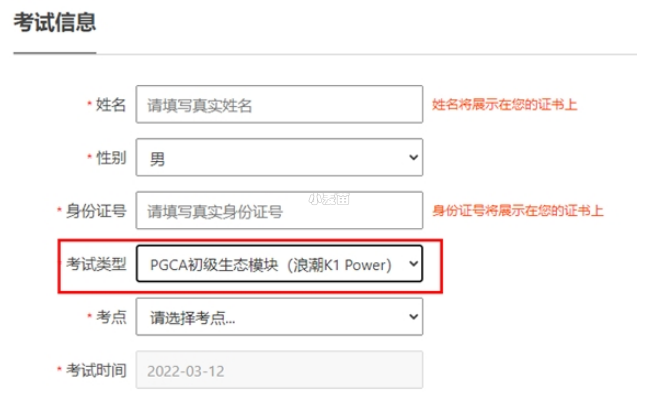 考试信息
* 姓名 请填写真实姓名 姓名将展示在您的证书上
* 性别 男
* 身份证号 请填写真实身份证号 身份证号将展示在您的证书上
* 考试类型 PGCA初级生态模块（浪潮K1 Power）
* 考点 请选择考点...
* 考试时间 2022-03-12